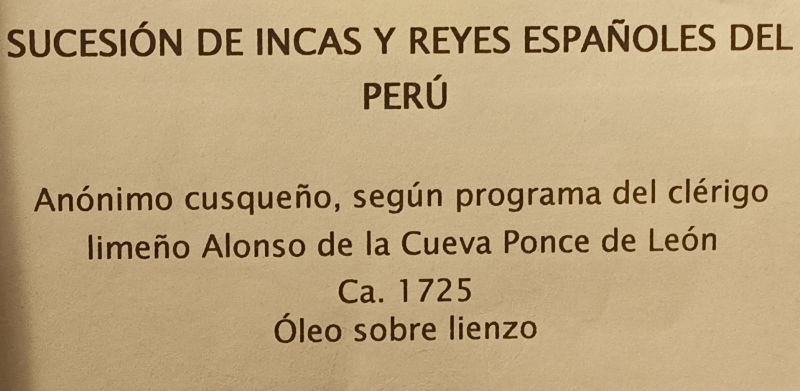 SUCESIÓN DE INCAS Y REYES ESPAÑOLES DEL
PERÚ
Anónimo cusqueño, según programa del clérigo
limeño Alonso de la Cueva Ponce de León
Ca. 1725
Óleo sobre lienzo